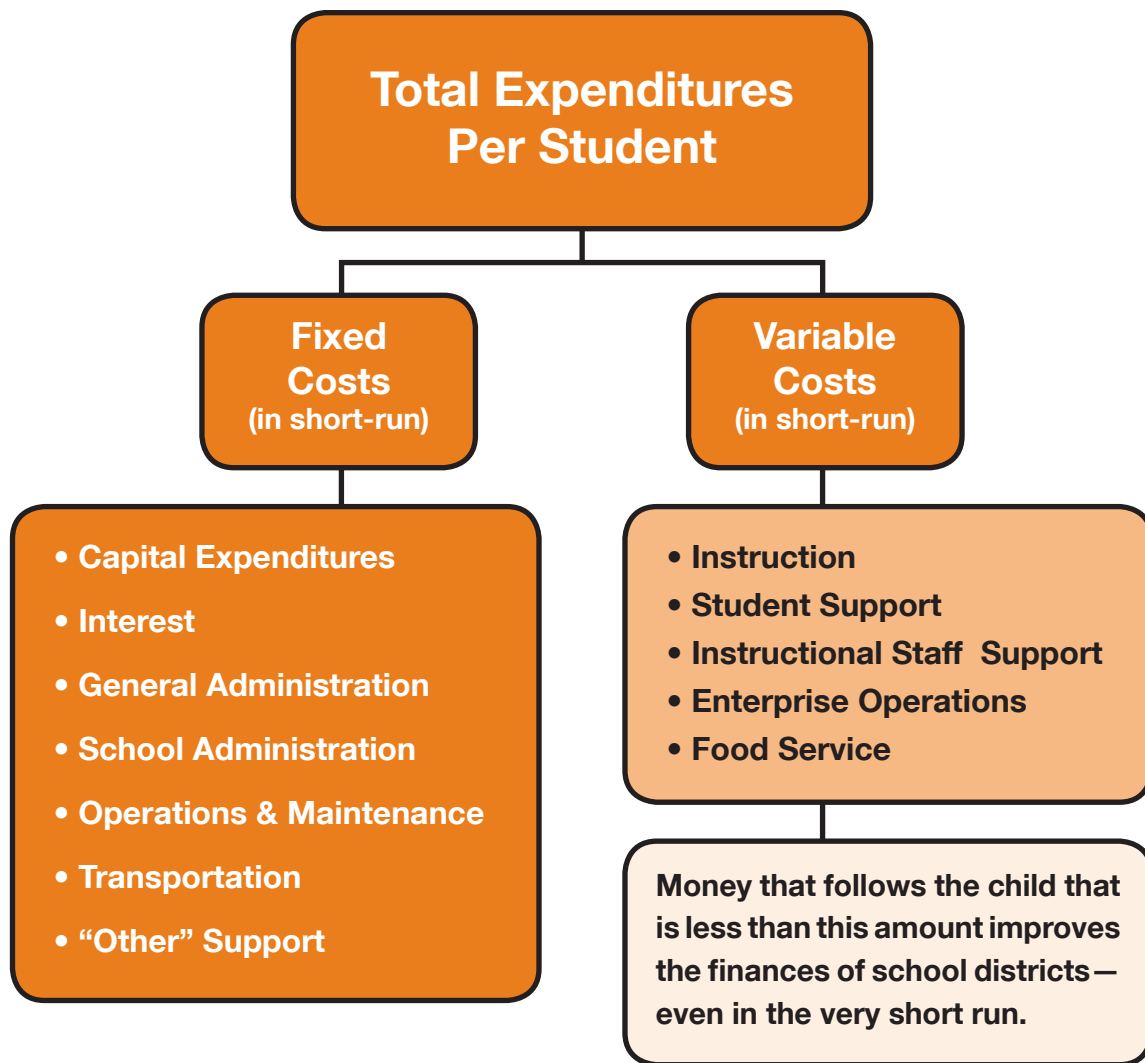 Total Expenditures
Per Student
Fixed
Costs
(in short-run)
• Capital Expenditures
• Interest
• General Administration
• School Administration
• Operations & Maintenance
• Transportation
• “Other” Support
Variable
Costs
(in short-run)
• Instruction
• Student Support
• Instructional Staff  Support
• Enterprise Operations
• Food Service
Money that follows the child that
is less than this amount improves
the finances of school districts—
even in the very short run.